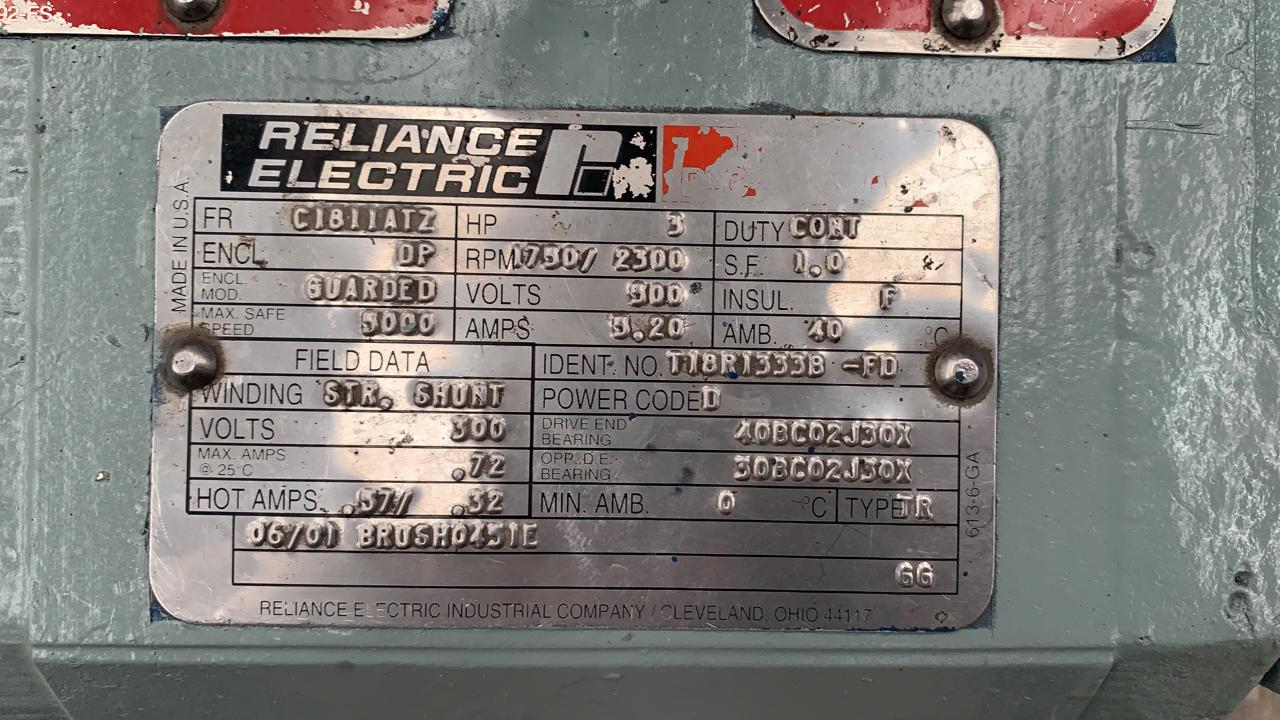 RELIANCE
ELECTRIC
MADE IN U.S.A.
FR C1811ATZ HP 3 DUTY CONT
ENCL. DP RPM 1750/ 2300 S.F. 1.0
ENCL. MOD. GUARDED VOLTS 500 INSUL. F
MAX. SAFE SPEED 5000 AMPS 5.20 AMB. 40 °C
FIELD DATA IDENT. NO. T18R1333B -FD
WINDING STR. SHUNT POWER CODE D
VOLTS 300 DRIVE END BEARING 40BC02J30X
MAX. AMPS @ 25 C .72 OPP. D.E. BEARING 30BC02J30X
HOT AMPS .57/ .32 MIN. AMB. 0 °C TYPE TR
06/01 BRUSH0451E
GG
613-6-GA
RELIANCE ELECTRIC INDUSTRIAL COMPANY / CLEVELAND, OHIO 44117